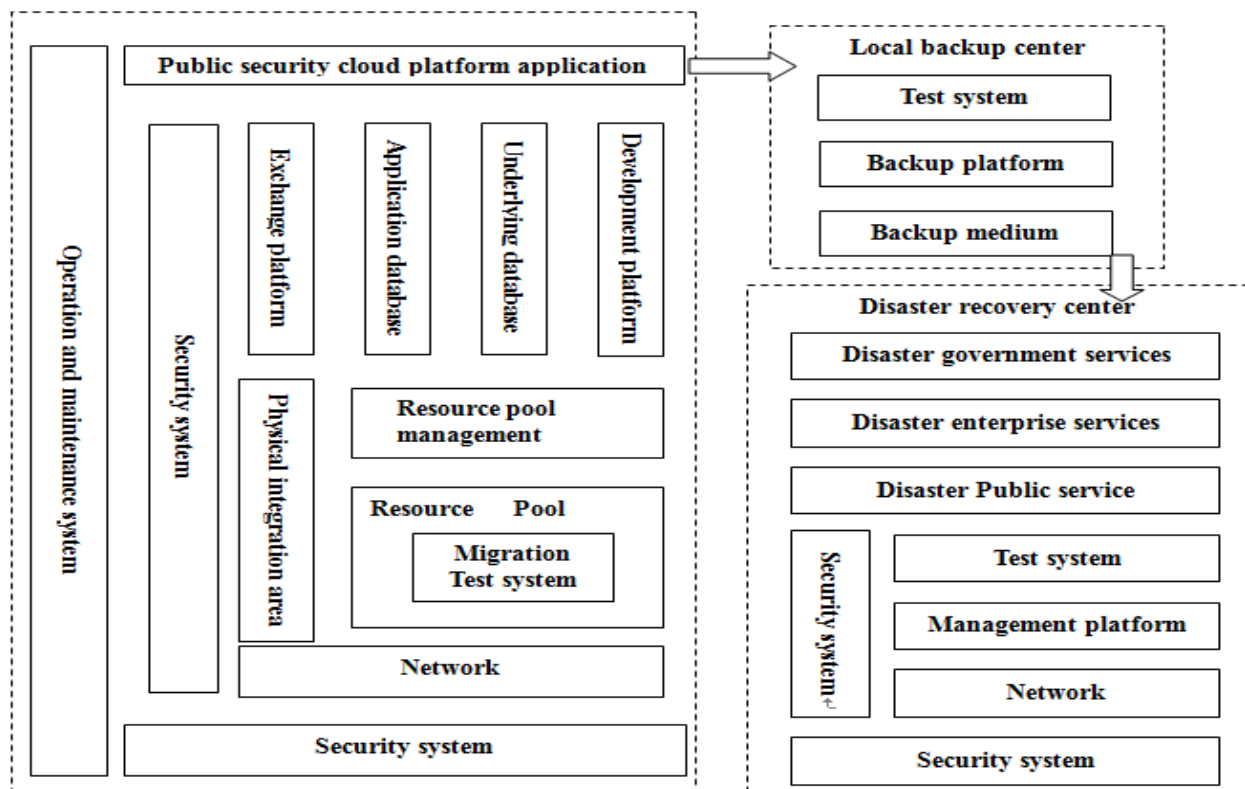 Public security cloud platform application
Operation and maintenance system
Security system
Exchange platform
Application database
Underlying database
Development platform
Physical integration area
Resource pool
management
Resource Pool
Migration
Test system
Network
Security system
Local backup center
Test system
Backup platform
Backup medium
Disaster recovery center
Disaster government services
Disaster enterprise services
Disaster Public service
Security system↵
Test system
Management platform
Network
Security system